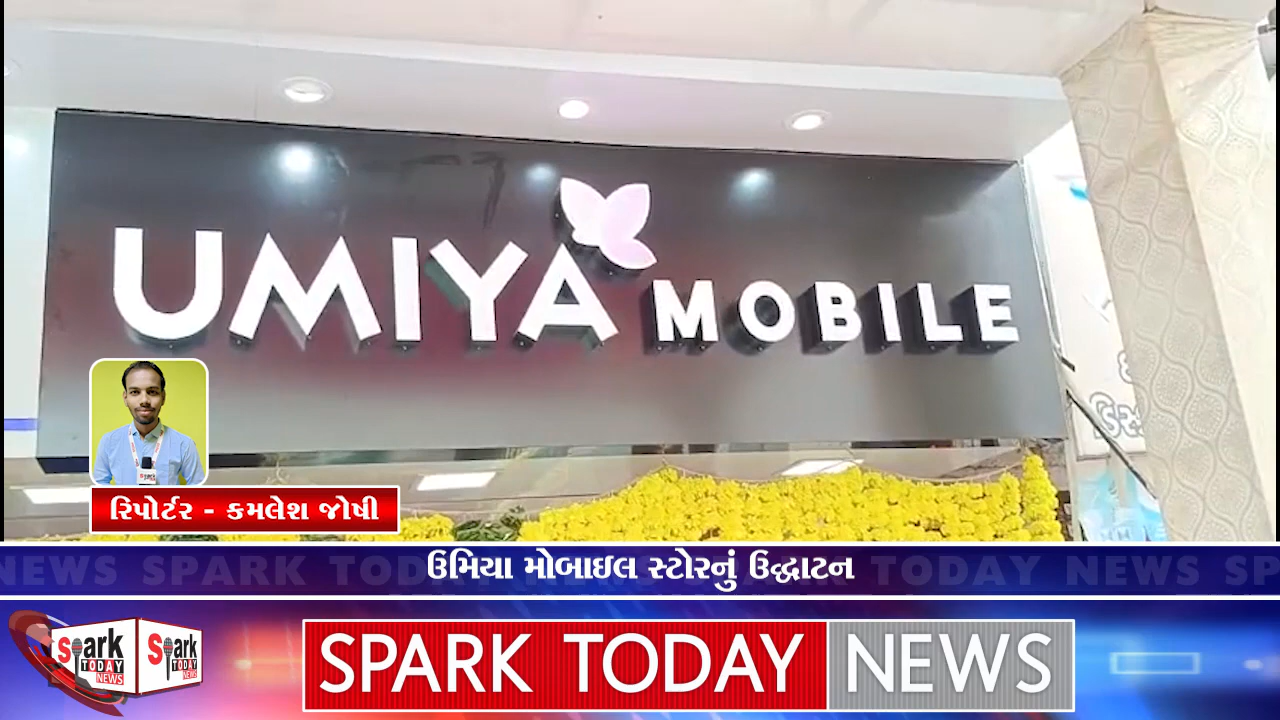 UMIYA MOBILE
રિપોર્ટર - કમલેશ જોષી
ઉમિયા મોબાઇલ સ્ટોરનું ઉદ્ઘાટન
NEWS SPARK TODAY NEWS SPARK TODAY NEWS SP
Spark TODAY NEWS
Spark TODAY NEWS
SPARK TODAY NEWS